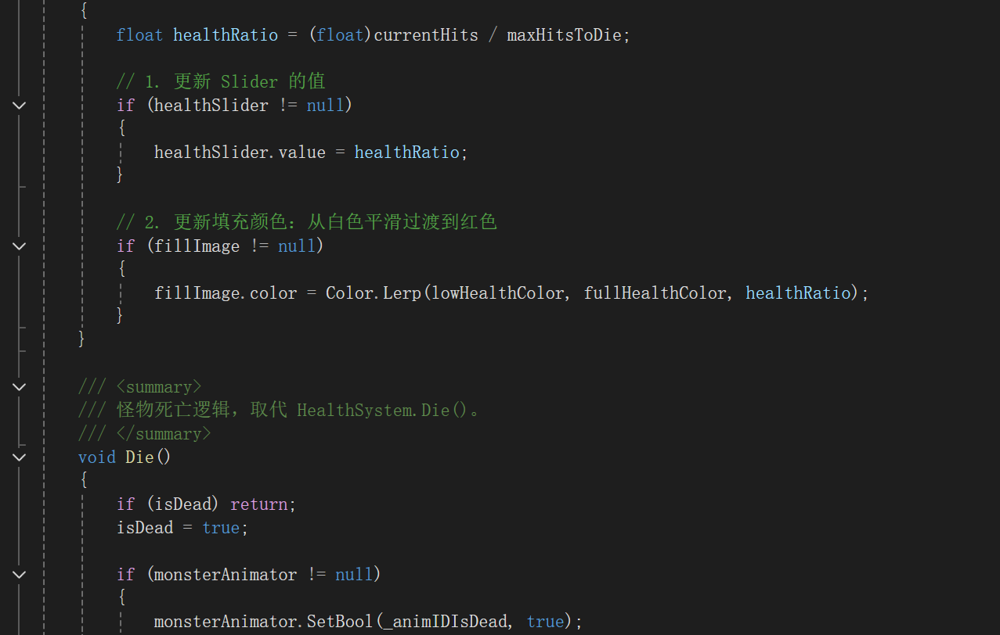 {
float healthRatio = (float)currentHits / maxHitsToDie;
// 1. 更新 Slider 的值
if (healthSlider != null)
{
healthSlider.value = healthRatio;
}
// 2. 更新填充颜色：从白色平滑过渡到红色
if (fillImage != null)
{
fillImage.color = Color.Lerp(lowHealthColor, fullHealthColor, healthRatio);
}
}
/// <summary>
/// 怪物死亡逻辑，取代 HealthSystem.Die()。
/// </summary>
void Die()
{
if (isDead) return;
isDead = true;
if (monsterAnimator != null)
{
monsterAnimator.SetBool(_animIDIsDead, true);